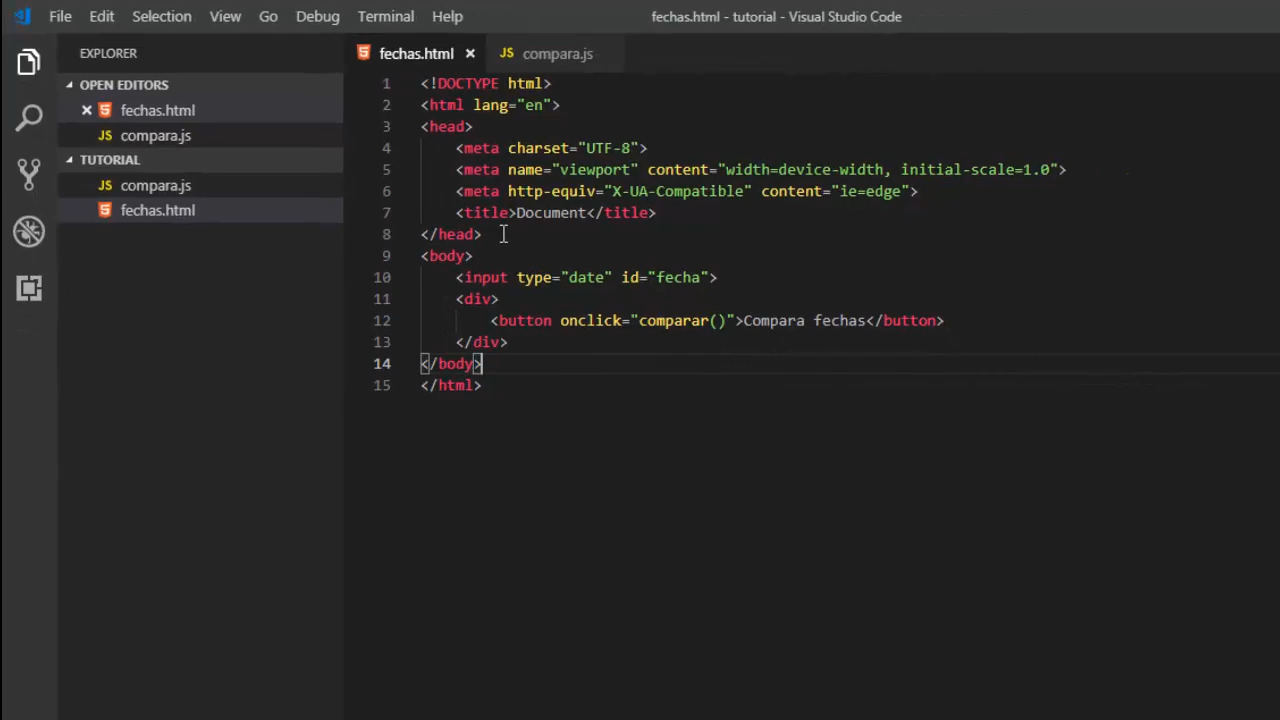 File Edit Selection View Go Debug Terminal Help
fechas.html - tutorial - Visual Studio Code
EXPLORER
OPEN EDITORS
fechas.html
JS compara.js
TUTORIAL
JS compara.js
fechas.html
fechas.html
JS compara.js
1 <!DOCTYPE html>
2 <html lang="en">
3 <head>
4 <meta charset="UTF-8">
5 <meta name="viewport" content="width=device-width, initial-scale=1.0">
6 <meta http-equiv="X-UA-Compatible" content="ie=edge">
7 <title>Document</title>
8 </head>
9 <body>
10 <input type="date" id="fecha">
11 <div>
12 <button onclick="comparar()">Compara fechas</button>
13 </div>
14 </body>
15 </html>